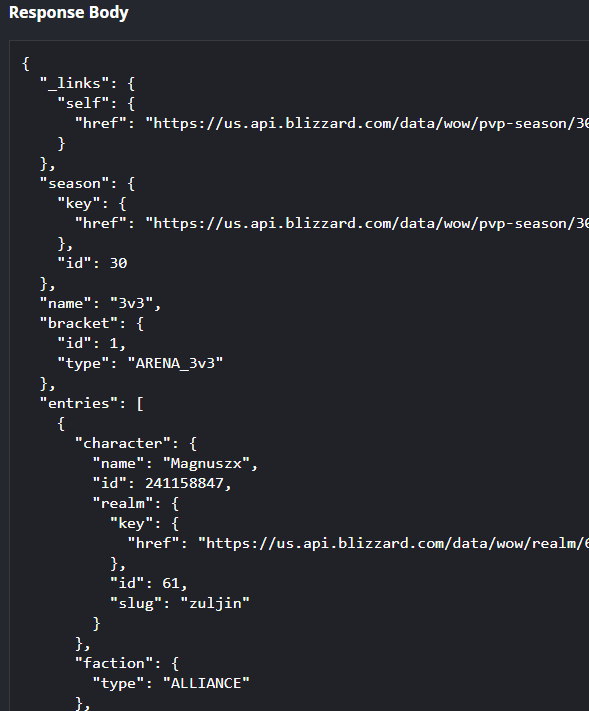 Response Body
{
"_links": {
"self": {
"href": "https://us.api.blizzard.com/data/wow/pvp-season/30
}
},
"season": {
"key": {
"href": "https://us.api.blizzard.com/data/wow/pvp-season/30
},
"id": 30
},
"name": "3v3",
"bracket": {
"id": 1,
"type": "ARENA_3v3"
},
"entries": [
{
"character": {
"name": "Magnuszx",
"id": 241158847,
"realm": {
"key": {
"href": "https://us.api.blizzard.com/data/wow/realm/6
},
"id": 61,
"slug": "zuljin"
}
},
"faction": {
"type": "ALLIANCE"
},